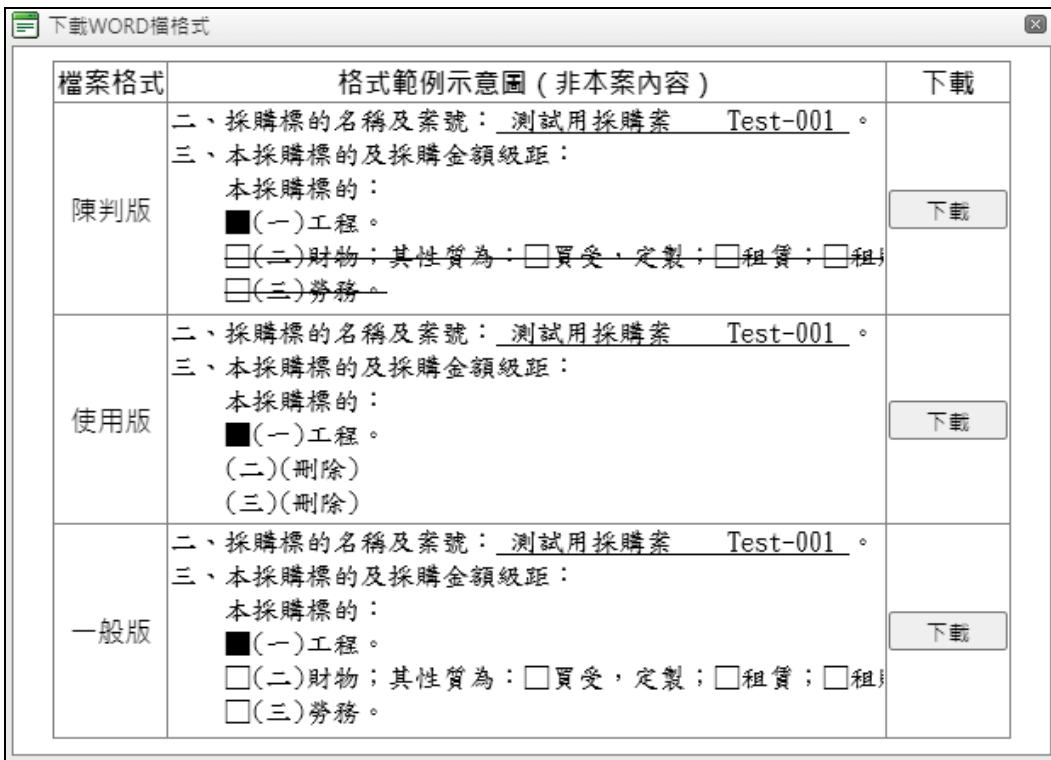 下載WORD檔格式
檔案格式 格式範例示意圖(非本案內容) 下載
陳判版
二、採購標的名稱及案號: 測試用採購案 Test-001 。
三、本採購標的及採購金額級距:
本採購標的:
■(一)工程。
□(二)財物;其性質為:□買受,定製;□租賃;□租
□(三)勞務。
下載
使用版
二、採購標的名稱及案號: 測試用採購案 Test-001 。
三、本採購標的及採購金額級距:
本採購標的:
■(一)工程。
(二)(刪除)
(三)(刪除)
下載
一般版
二、採購標的名稱及案號: 測試用採購案 Test-001 。
三、本採購標的及採購金額級距:
本採購標的:
■(一)工程。
□(二)財物;其性質為:□買受,定製;□租賃;□租
□(三)勞務。
下載